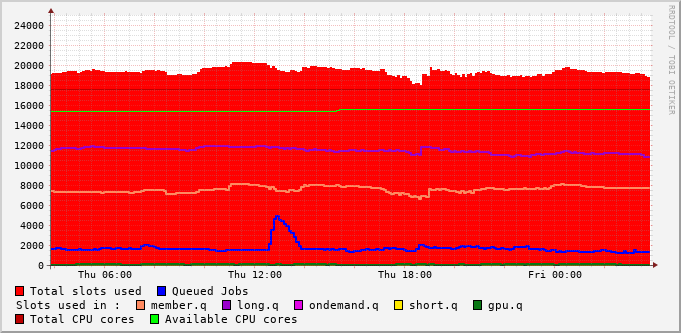 24000
22000
20000
18000
16000
14000
12000
10000
8000
6000
4000
2000
0
Thu 06:00 Thu 12:00 Thu 18:00 Fri 00:00
RRDTOOL / TOBI OETIKER
Total slots used Queued Jobs
Slots used in : member.q long.q ondemand.q short.q gpu.q
Total CPU cores Available CPU cores